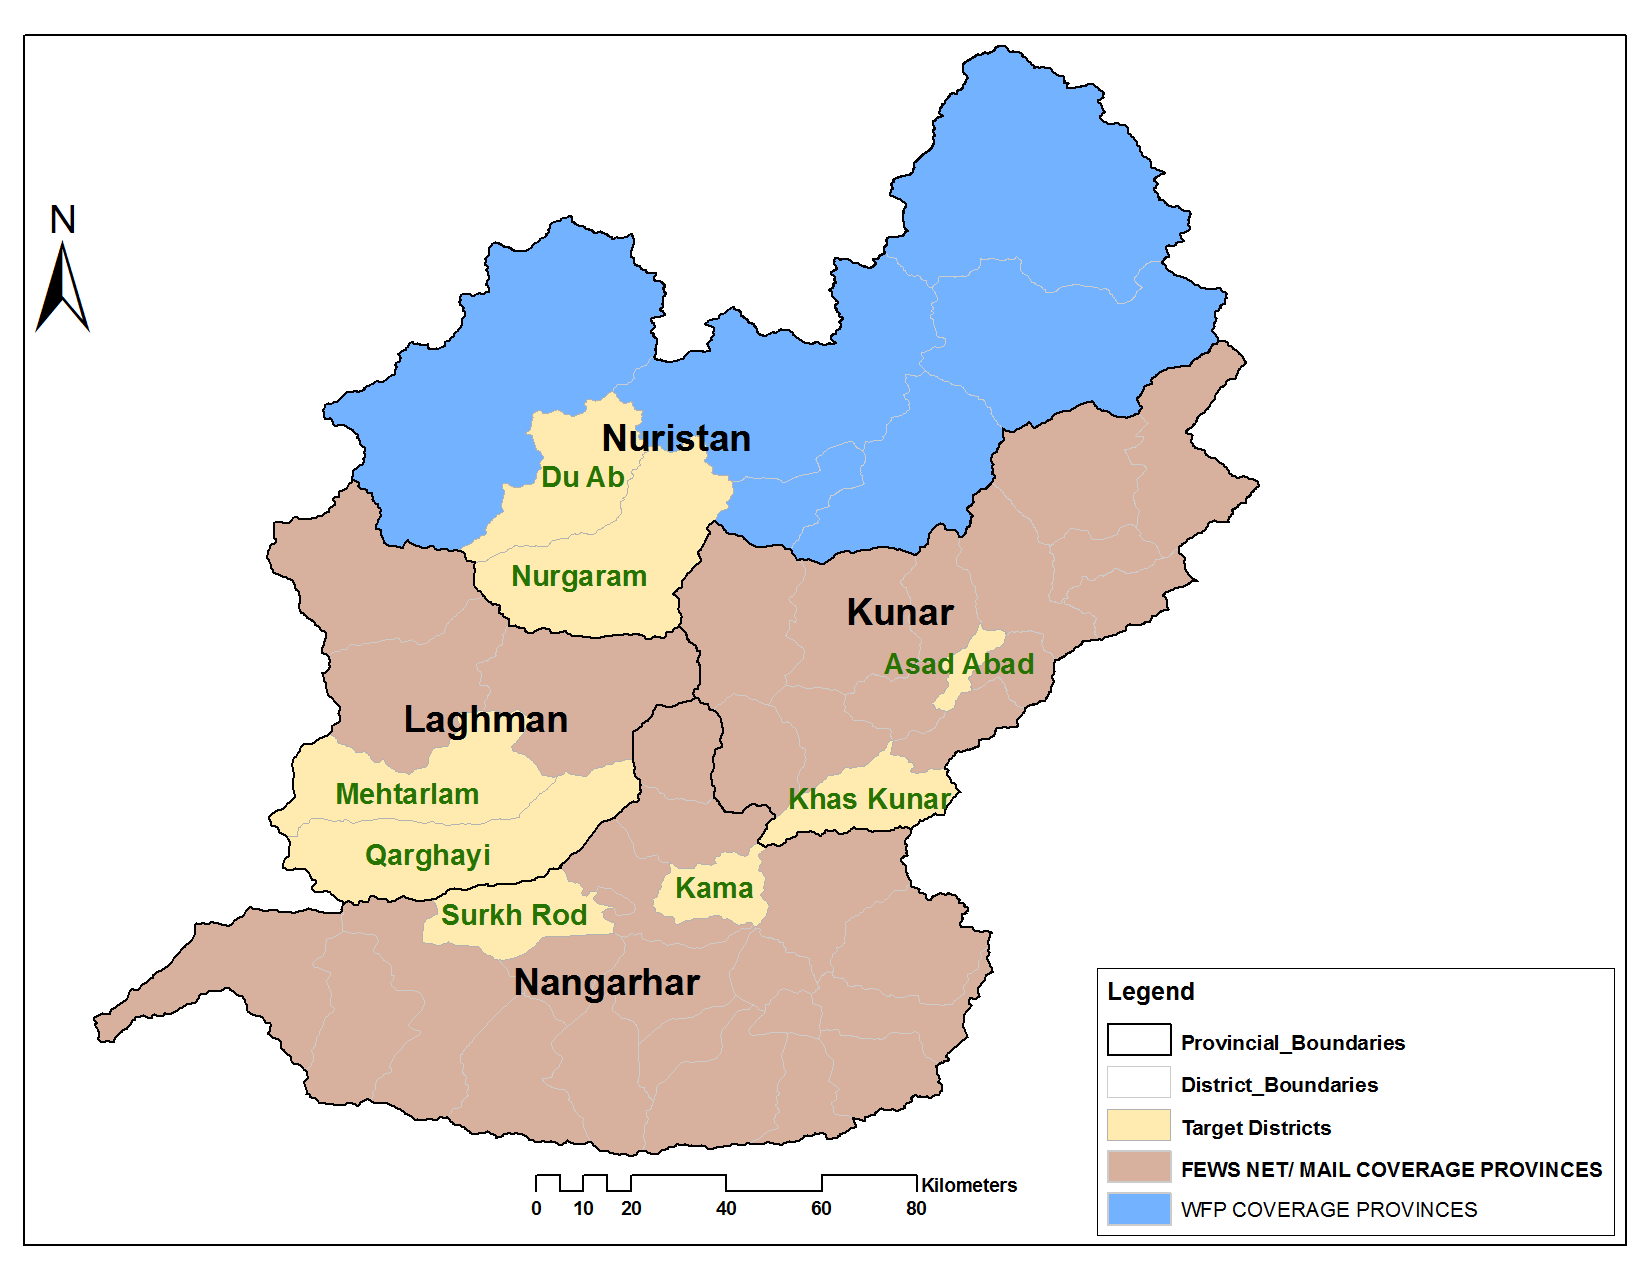 N
Nuristan
Du Ab
Nurgaram
Kunar
Asad Abad
Laghman
Mehtarlam
Khas Kunar
Qarghayi
Kama
Surkh Rod
Nangarhar
Legend
Provincial_Boundaries
District_Boundaries
Target Districts
FEWS NET/ MAIL COVERAGE PROVINCES
WFP COVERAGE PROVINCES
Kilometers
0 10 20 40 60 80